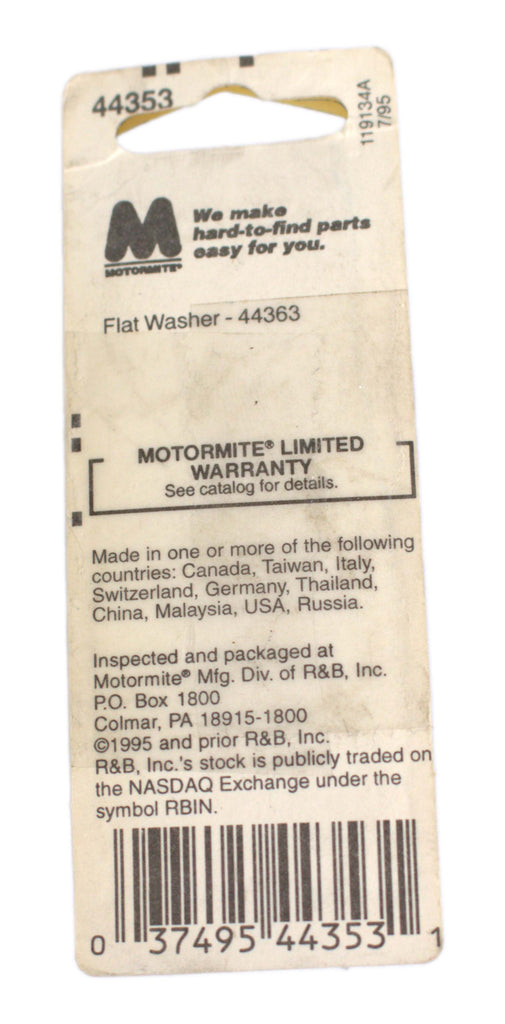 44353
119134A
7/95
MOTORMITE®
We make
hard-to-find parts
easy for you.
Flat Washer - 44363
MOTORMITE® LIMITED
WARRANTY
See catalog for details.
Made in one or more of the following
countries: Canada, Taiwan, Italy,
Switzerland, Germany, Thailand,
China, Malaysia, USA, Russia.
Inspected and packaged at
Motormite® Mfg. Div. of R&B, Inc.
P.O. Box 1800
Colmar, PA 18915-1800
©1995 and prior R&B, Inc.
R&B, Inc.'s stock is publicly traded on
the NASDAQ Exchange under the
symbol RBIN.
0 37495 44353 1